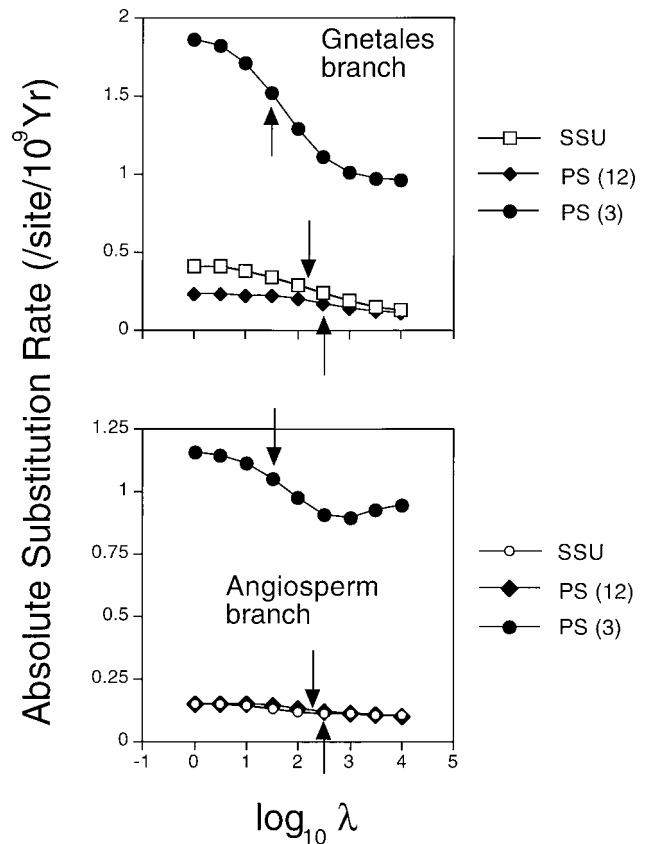 Absolute Substitution Rate (/site/10⁹Yr)
2
1.5
1
0.5
0
Gnetales
branch
SSU
PS (12)
PS (3)
1.25
1
0.75
0.5
0.25
0
Angiosperm
branch
-1 0 1 2 3 4 5
SSU
PS (12)
PS (3)
log₁₀ λ